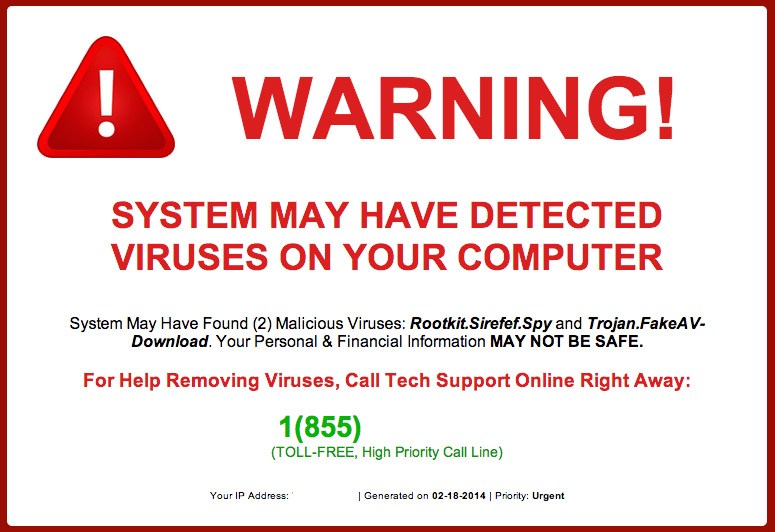 WARNING!
SYSTEM MAY HAVE DETECTED
VIRUSES ON YOUR COMPUTER
System May Have Found (2) Malicious Viruses: Rootkit.Sirefef.Spy and Trojan.FakeAV-
Download. Your Personal & Financial Information MAY NOT BE SAFE.
For Help Removing Viruses, Call Tech Support Online Right Away:
1(855)
(TOLL-FREE, High Priority Call Line)
Your IP Address: | Generated on 02-18-2014 | Priority: Urgent